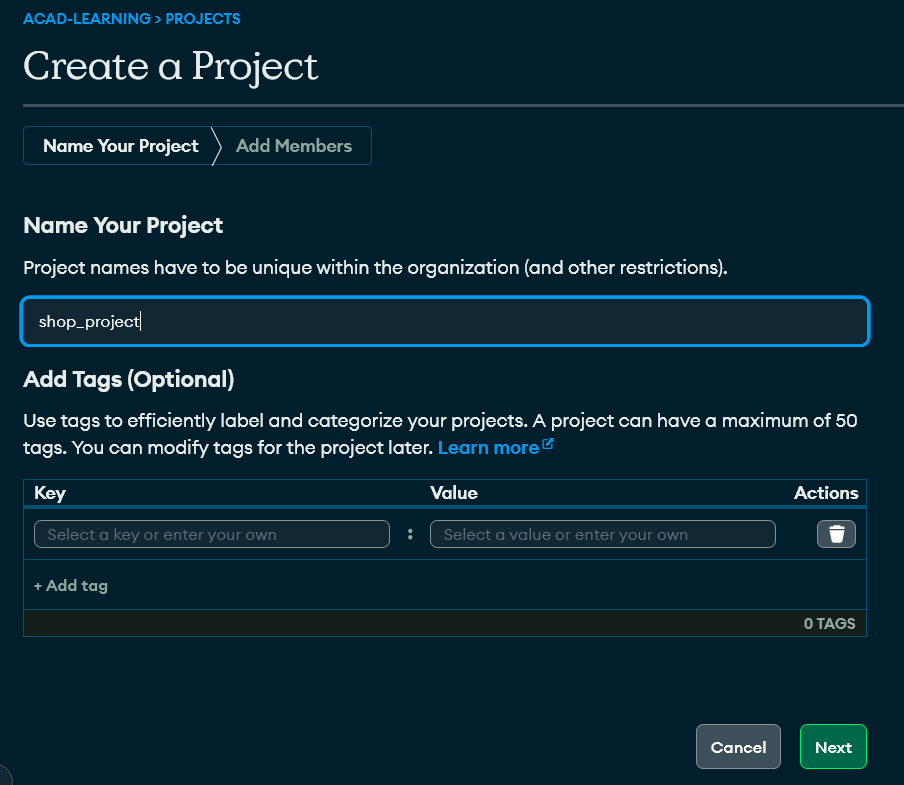 ACAD-LEARNING > PROJECTS
Create a Project
Name Your Project Add Members
Name Your Project
Project names have to be unique within the organization (and other restrictions).
shop_project
Add Tags (Optional)
Use tags to efficiently label and categorize your projects. A project can have a maximum of 50
tags. You can modify tags for the project later. Learn more
Key Value Actions
Select a key or enter your own : Select a value or enter your own
+ Add tag
0 TAGS
Cancel Next